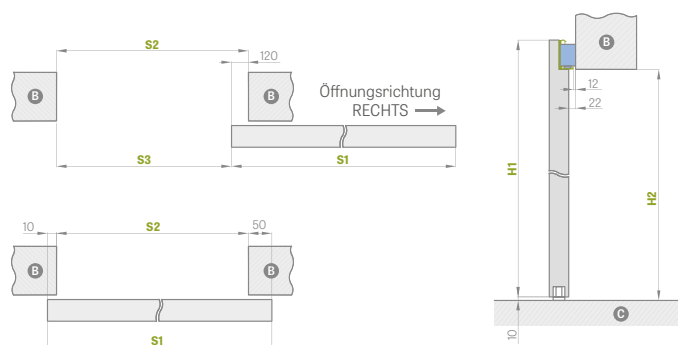 S2
120
B
B
Öffnungsrichtung
RECHTS
S3
S1
10
S2
50
B
B
S1
B
12
22
H1
H2
10
C